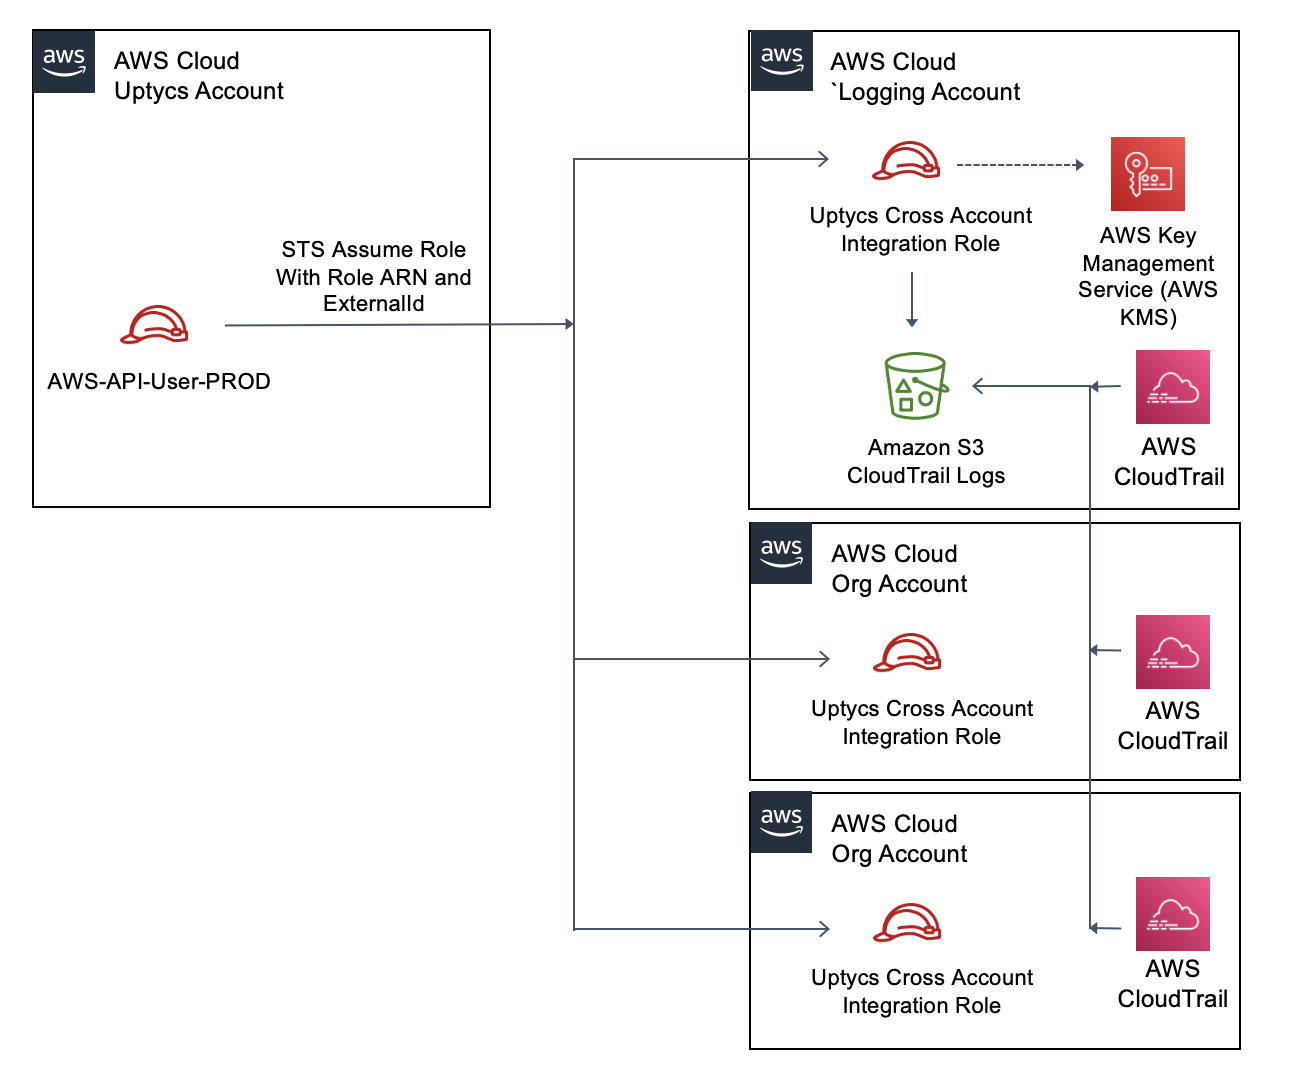 aws
AWS Cloud
Uptycs Account
STS Assume Role
With Role ARN and
ExternalId
AWS-API-User-PROD
aws
AWS Cloud
`Logging Account
Uptycs Cross Account
Integration Role
AWS Key
Management
Service (AWS
KMS)
Amazon S3
CloudTrail Logs
AWS
CloudTrail
aws
AWS Cloud
Org Account
Uptycs Cross Account
Integration Role
AWS
CloudTrail
aws
AWS Cloud
Org Account
Uptycs Cross Account
Integration Role
AWS
CloudTrail